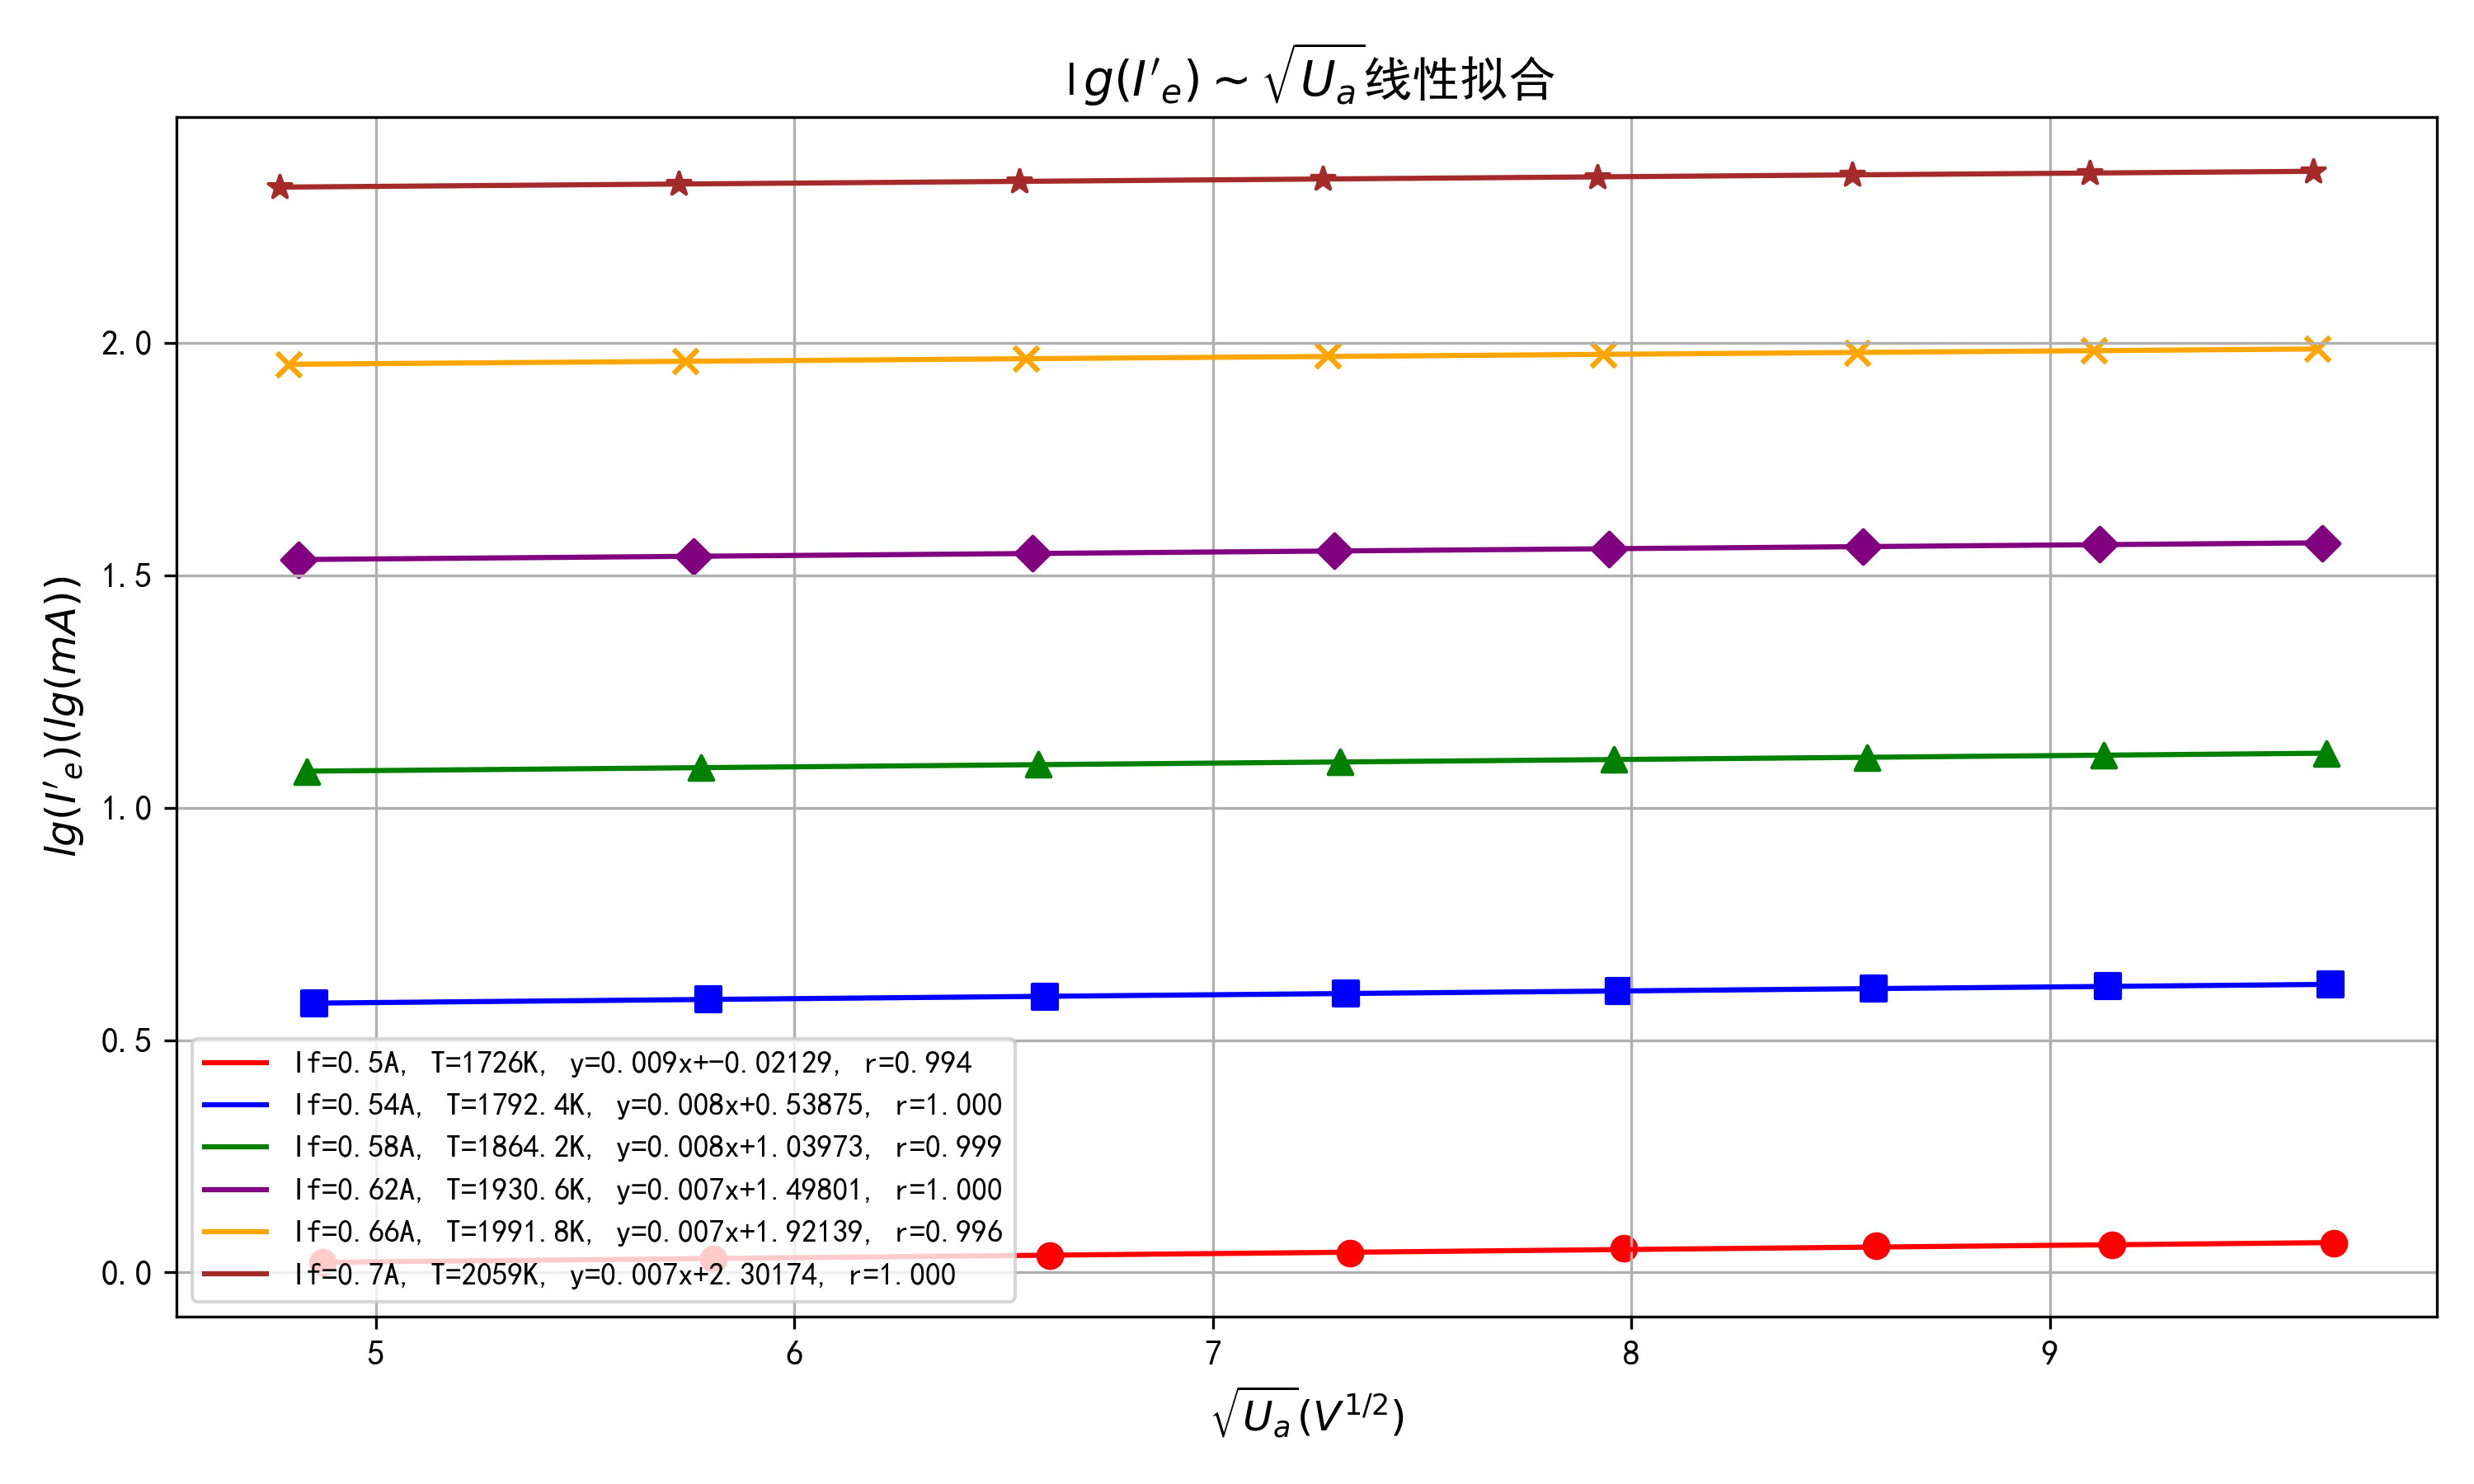 lg(I′e)~√Ua线性拟合
lg(I′e)(lg(mA))
2.0
1.5
1.0
0.5
0.0
If=0.5A, T=1726K, y=0.009x+−0.02129, r=0.994
If=0.54A, T=1792.4K, y=0.008x+0.53875, r=1.000
If=0.58A, T=1864.2K, y=0.008x+1.03973, r=0.999
If=0.62A, T=1930.6K, y=0.007x+1.49801, r=1.000
If=0.66A, T=1991.8K, y=0.007x+1.92139, r=0.996
If=0.7A, T=2059K, y=0.007x+2.30174, r=1.000
5 6 7 8 9
√Ua(V^1/2)